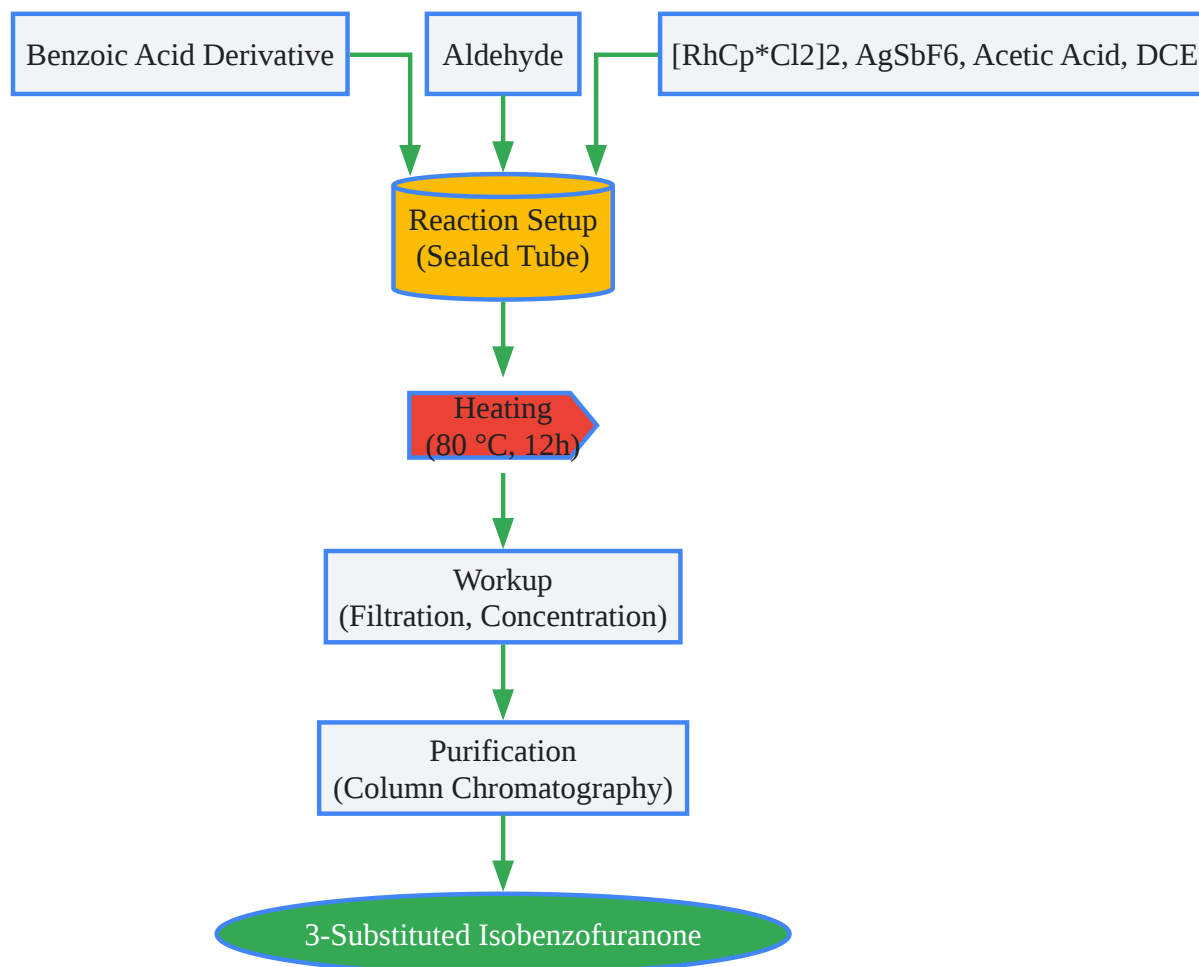 Benzoic Acid Derivative
Aldehyde
[RhCp*Cl2]2, AgSbF6, Acetic Acid, DCE
Reaction Setup
(Sealed Tube)
Heating
(80 °C, 12h)
Workup
(Filtration, Concentration)
Purification
(Column Chromatography)
3-Substituted Isobenzofuranone